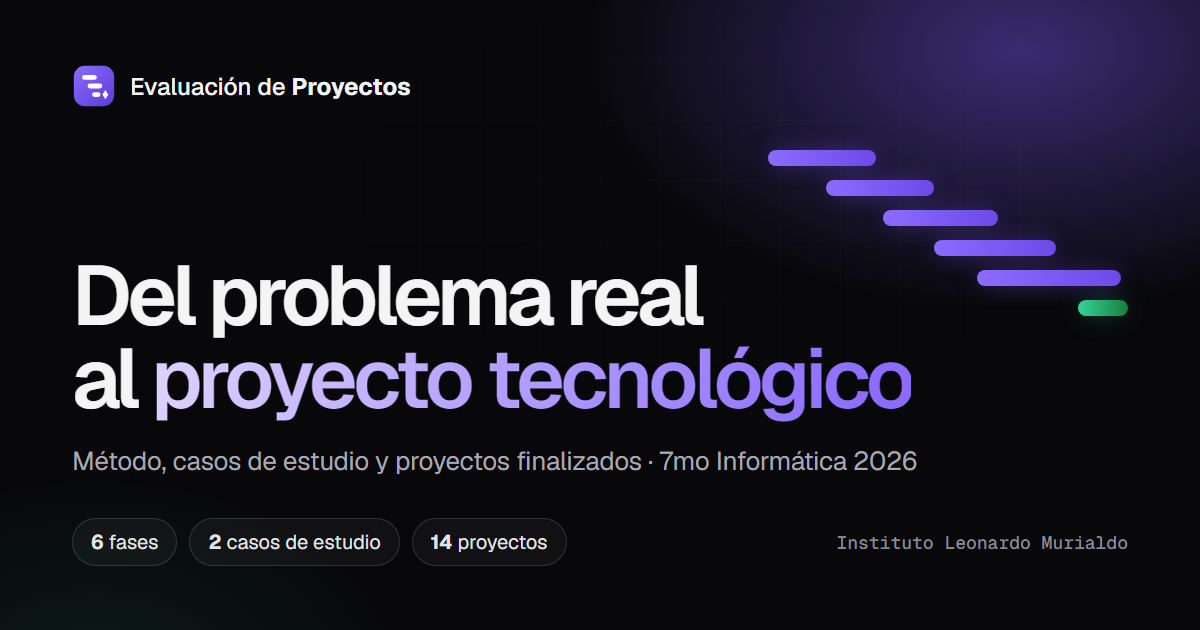 Evaluación de Proyectos
Del problema real
al proyecto tecnológico
Método, casos de estudio y proyectos finalizados · 7mo Informática 2026
6 fases
2 casos de estudio
14 proyectos
Instituto Leonardo Murialdo